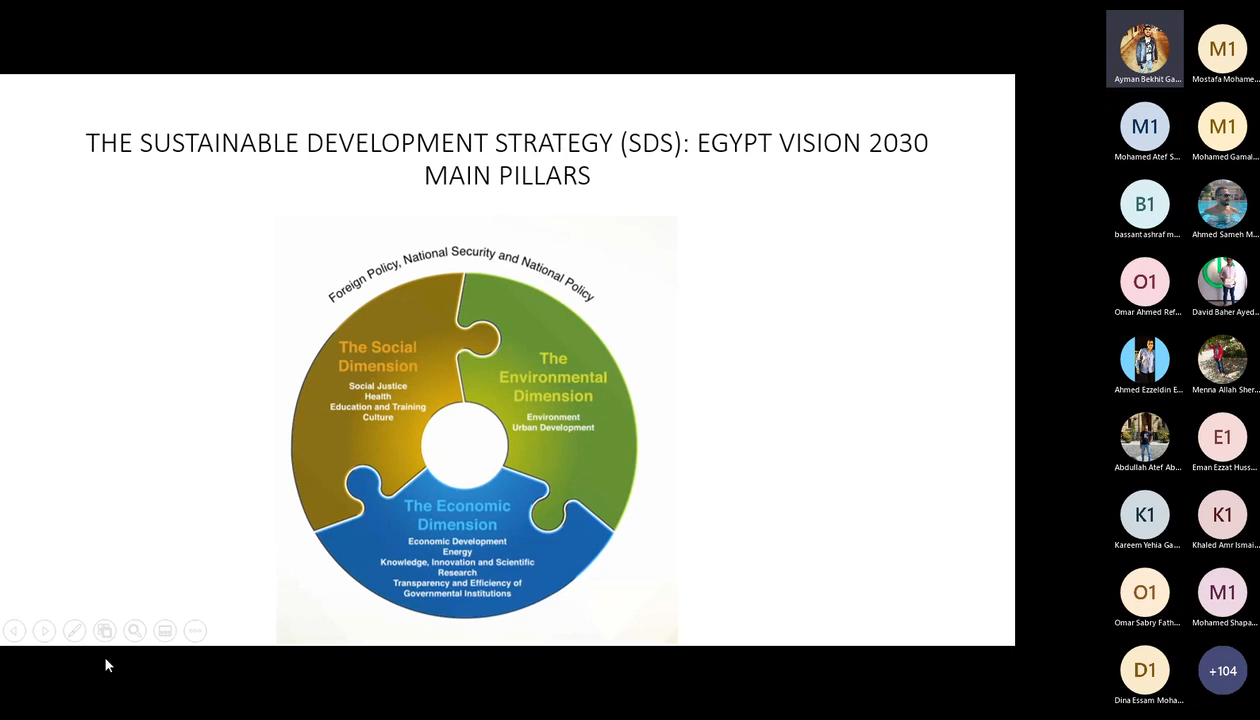 THE SUSTAINABLE DEVELOPMENT STRATEGY (SDS): EGYPT VISION 2030
MAIN PILLARS
Foreign Policy, National Security and National Policy
The Social
Dimension
Social Justice
Health
Education and Training
Culture
The
Environmental
Dimension
Environment
Urban Development
The Economic
Dimension
Economic Development
Energy
Knowledge, Innovation and Scientific
Research
Transparency and Efficiency of
Governmental Institutions
Ayman Bekhit Ga...
M1
Mostafa Mohame...
M1
Mohamed Atef S...
M1
Mohamed Gamal...
B1
bassant ashraf m...
Ahmed Sameh M...
O1
Omar Ahmed Ref...
David Baher Ayed...
Ahmed Ezzeldin E...
Menna Allah Sher...
Abdullah Atef Ab...
E1
Eman Ezzat Huss...
K1
Kareem Yehia Ga...
K1
Khaled Amr Ismai...
O1
Omar Sabry Fath...
M1
Mohamed Shapa...
D1
Dina Essam Moha...
+104